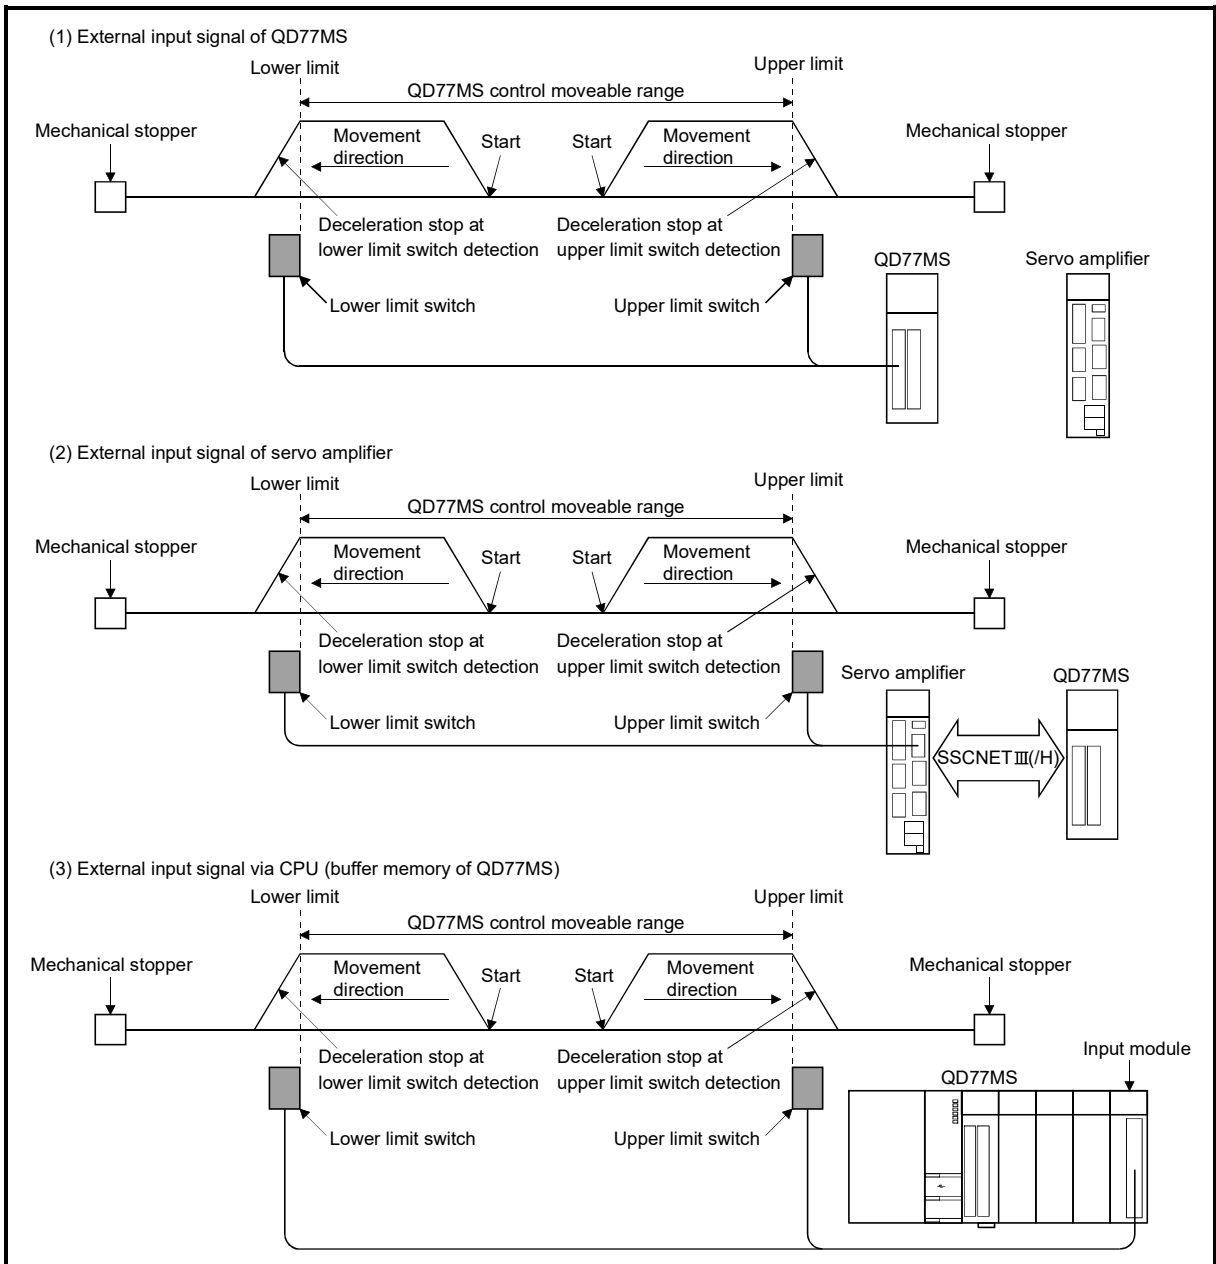 (1) External input signal of QD77MS
Lower limit
Upper limit
QD77MS control moveable range
Mechanical stopper
Movement
direction
Start
Start
Movement
direction
Mechanical stopper
Deceleration stop at
lower limit switch detection
Deceleration stop at
upper limit switch detection
QD77MS
Servo amplifier
Lower limit switch
Upper limit switch
(2) External input signal of servo amplifier
Lower limit
Upper limit
QD77MS control moveable range
Mechanical stopper
Movement
direction
Start
Start
Movement
direction
Mechanical stopper
Deceleration stop at
lower limit switch detection
Deceleration stop at
upper limit switch detection
Servo amplifier
QD77MS
Lower limit switch
Upper limit switch
SSCNETⅢ(/H)
(3) External input signal via CPU (buffer memory of QD77MS)
Lower limit
Upper limit
QD77MS control moveable range
Mechanical stopper
Movement
direction
Start
Start
Movement
direction
Mechanical stopper
Deceleration stop at
lower limit switch detection
Deceleration stop at
upper limit switch detection
Input module
QD77MS
Lower limit switch
Upper limit switch